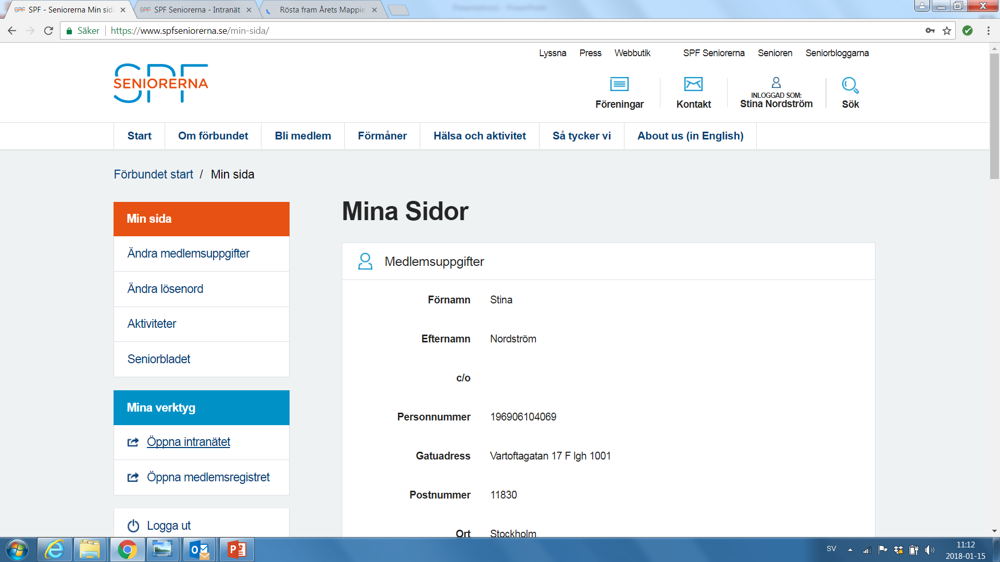 SPF - Seniorerna Min sid
SPF Seniorerna - Intranät
Rösta fram Årets Mappie
Säker
https://www.spfseniorerna.se/min-sida/
Lyssna Press Webbutik SPF Seniorerna Senioren Seniorbloggarna
SPF
SENIORERNA
Föreningar
Kontakt
INLOGGAD SOM:
Stina Nordström
Sök
Start Om förbundet Bli medlem Förmåner Hälsa och aktivitet Så tycker vi About us (in English)
Förbundet start / Min sida
Min sida
Ändra medlemsuppgifter
Ändra lösenord
Aktiviteter
Seniorbladet
Mina verktyg
Öppna intranätet
Öppna medlemsregistret
Logga ut
Mina Sidor
Medlemsuppgifter
Förnamn Stina
Efternamn Nordström
c/o
Personnummer 196906104069
Gatuadress Vartoftagatan 17 F lgh 1001
Postnummer 11830
Ort Stockholm
SV
11:12
2018-01-15